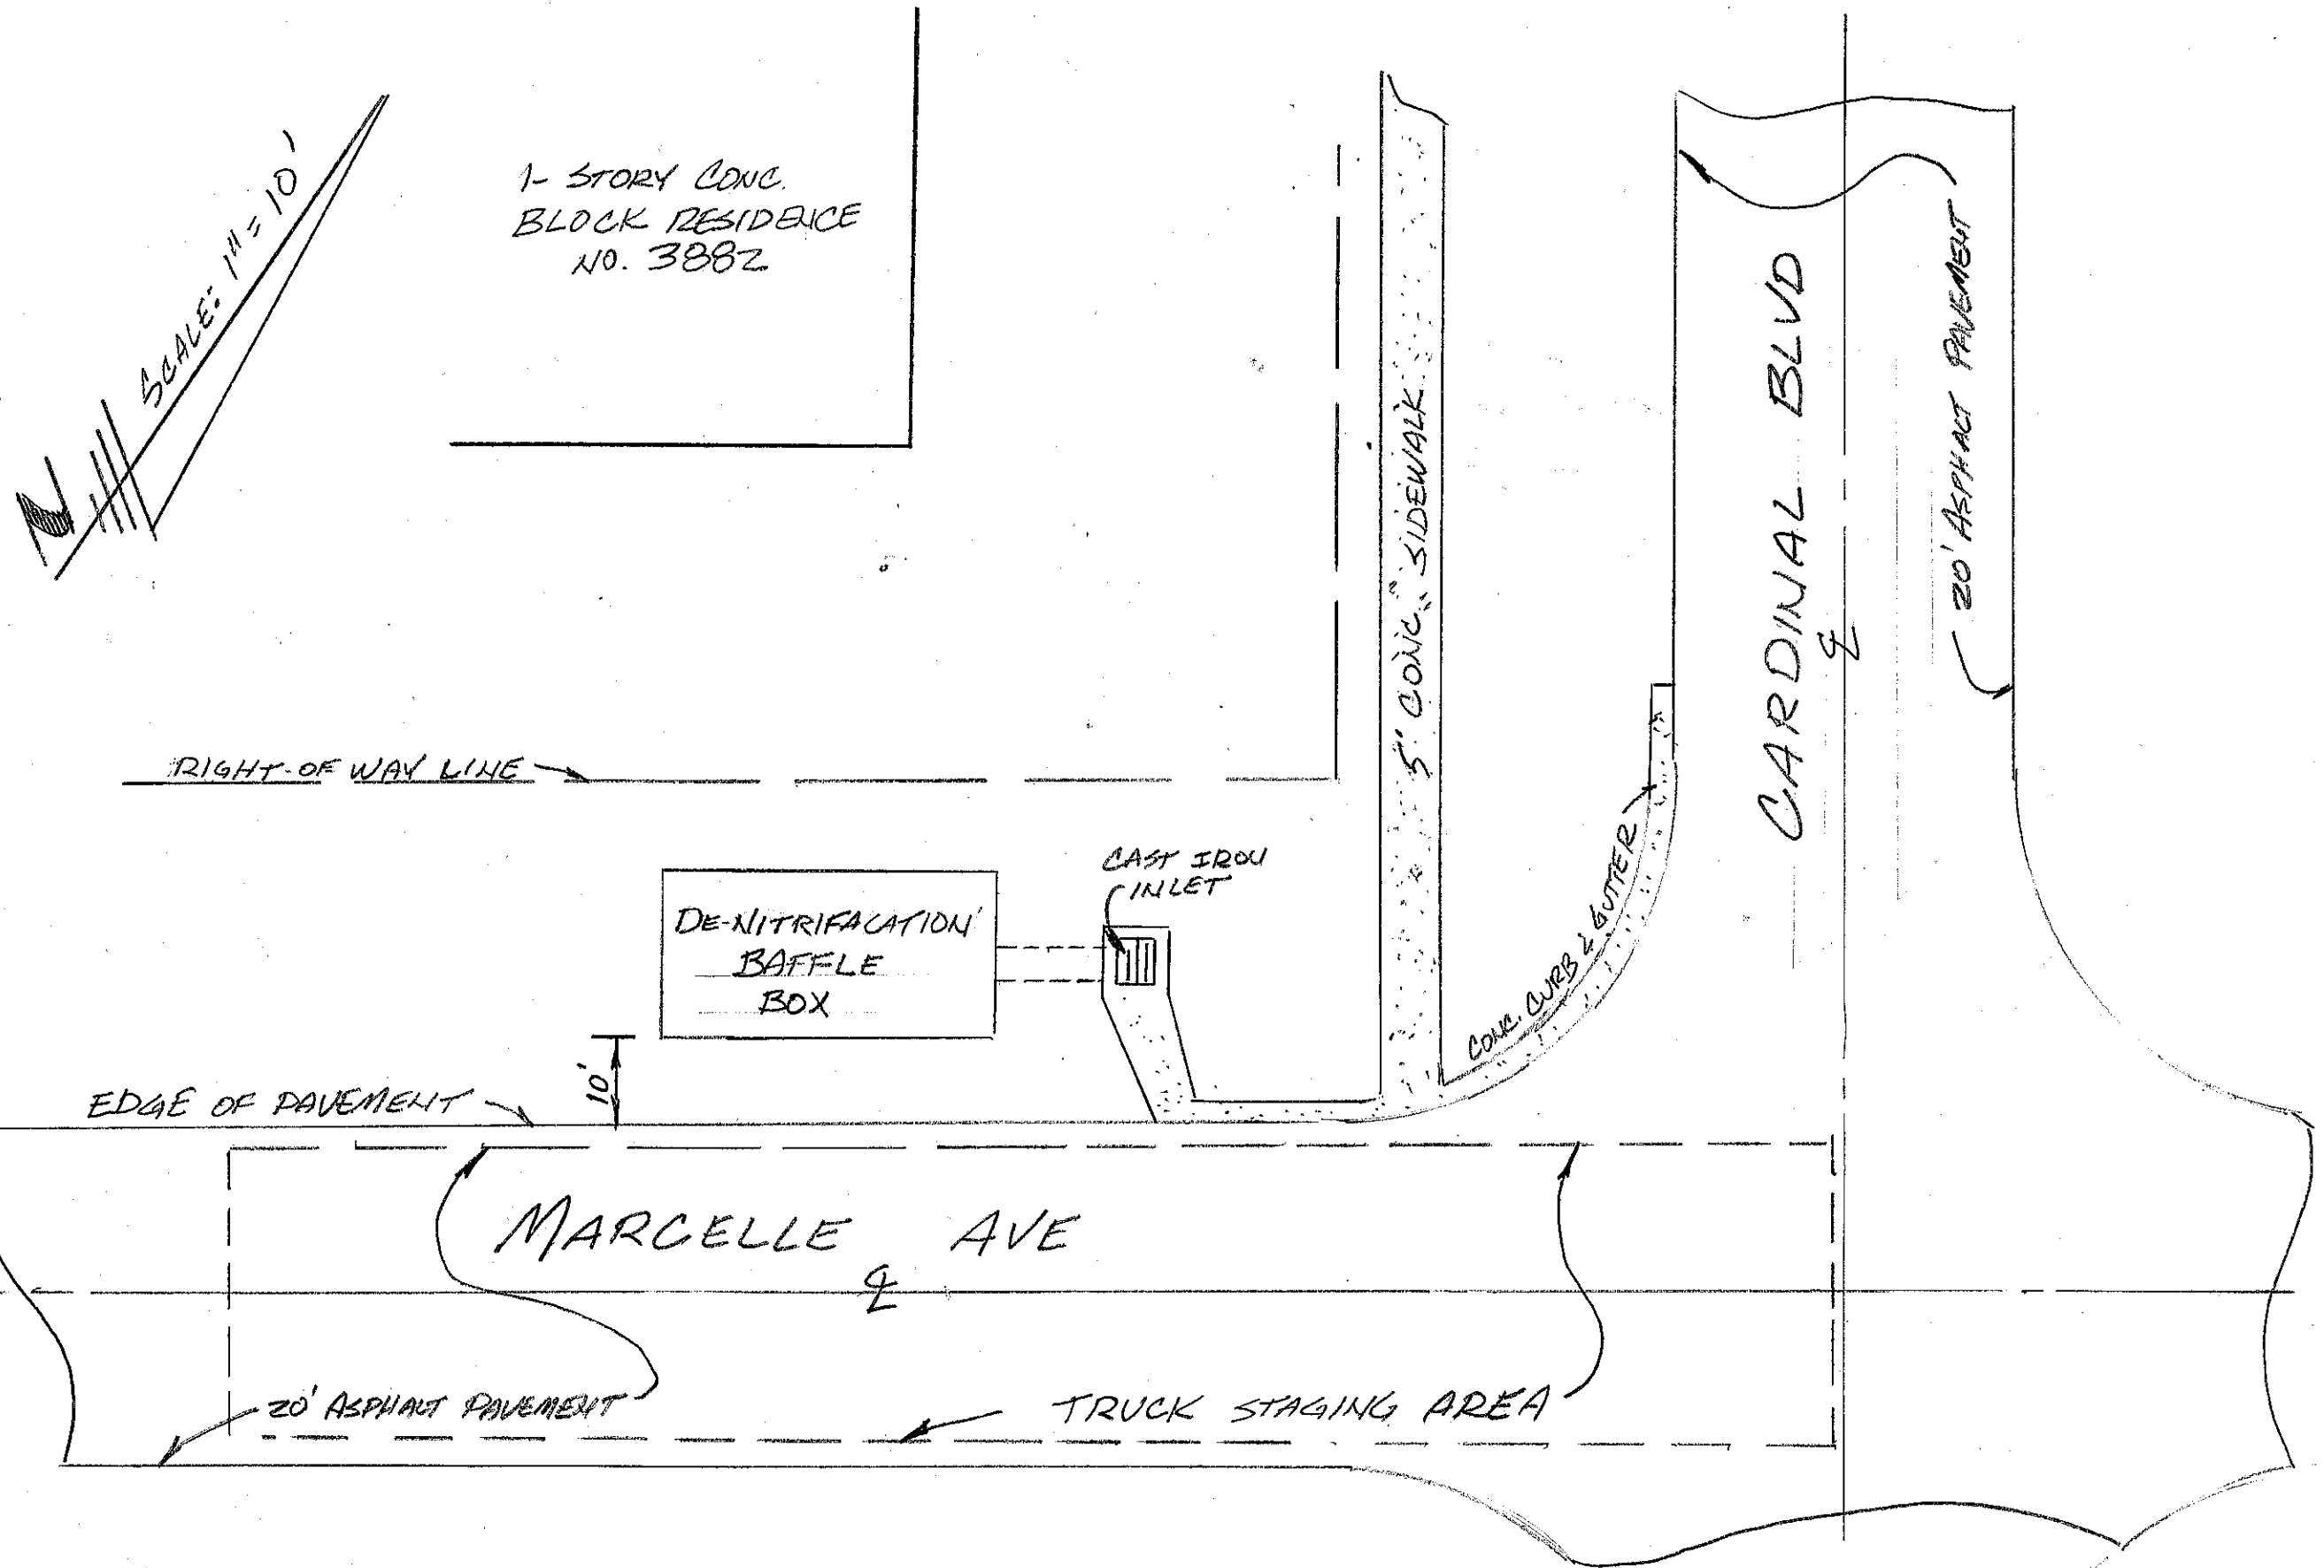 N
SCALE: 1" = 10'
1- STORY CONC.
BLOCK RESIDENCE
NO. 3882
5' CONC. SIDEWALK
CARDINAL BLVD
℄
20' ASPHALT PAVEMENT
RIGHT-OF WAY LINE
CAST IRON
INLET
DE-NITRIFACATION
BAFFLE
BOX
CONC. CURB & GUTTER
10'
EDGE OF PAVEMENT
MARCELLE AVE
℄
20' ASPHALT PAVEMENT
TRUCK STAGING AREA